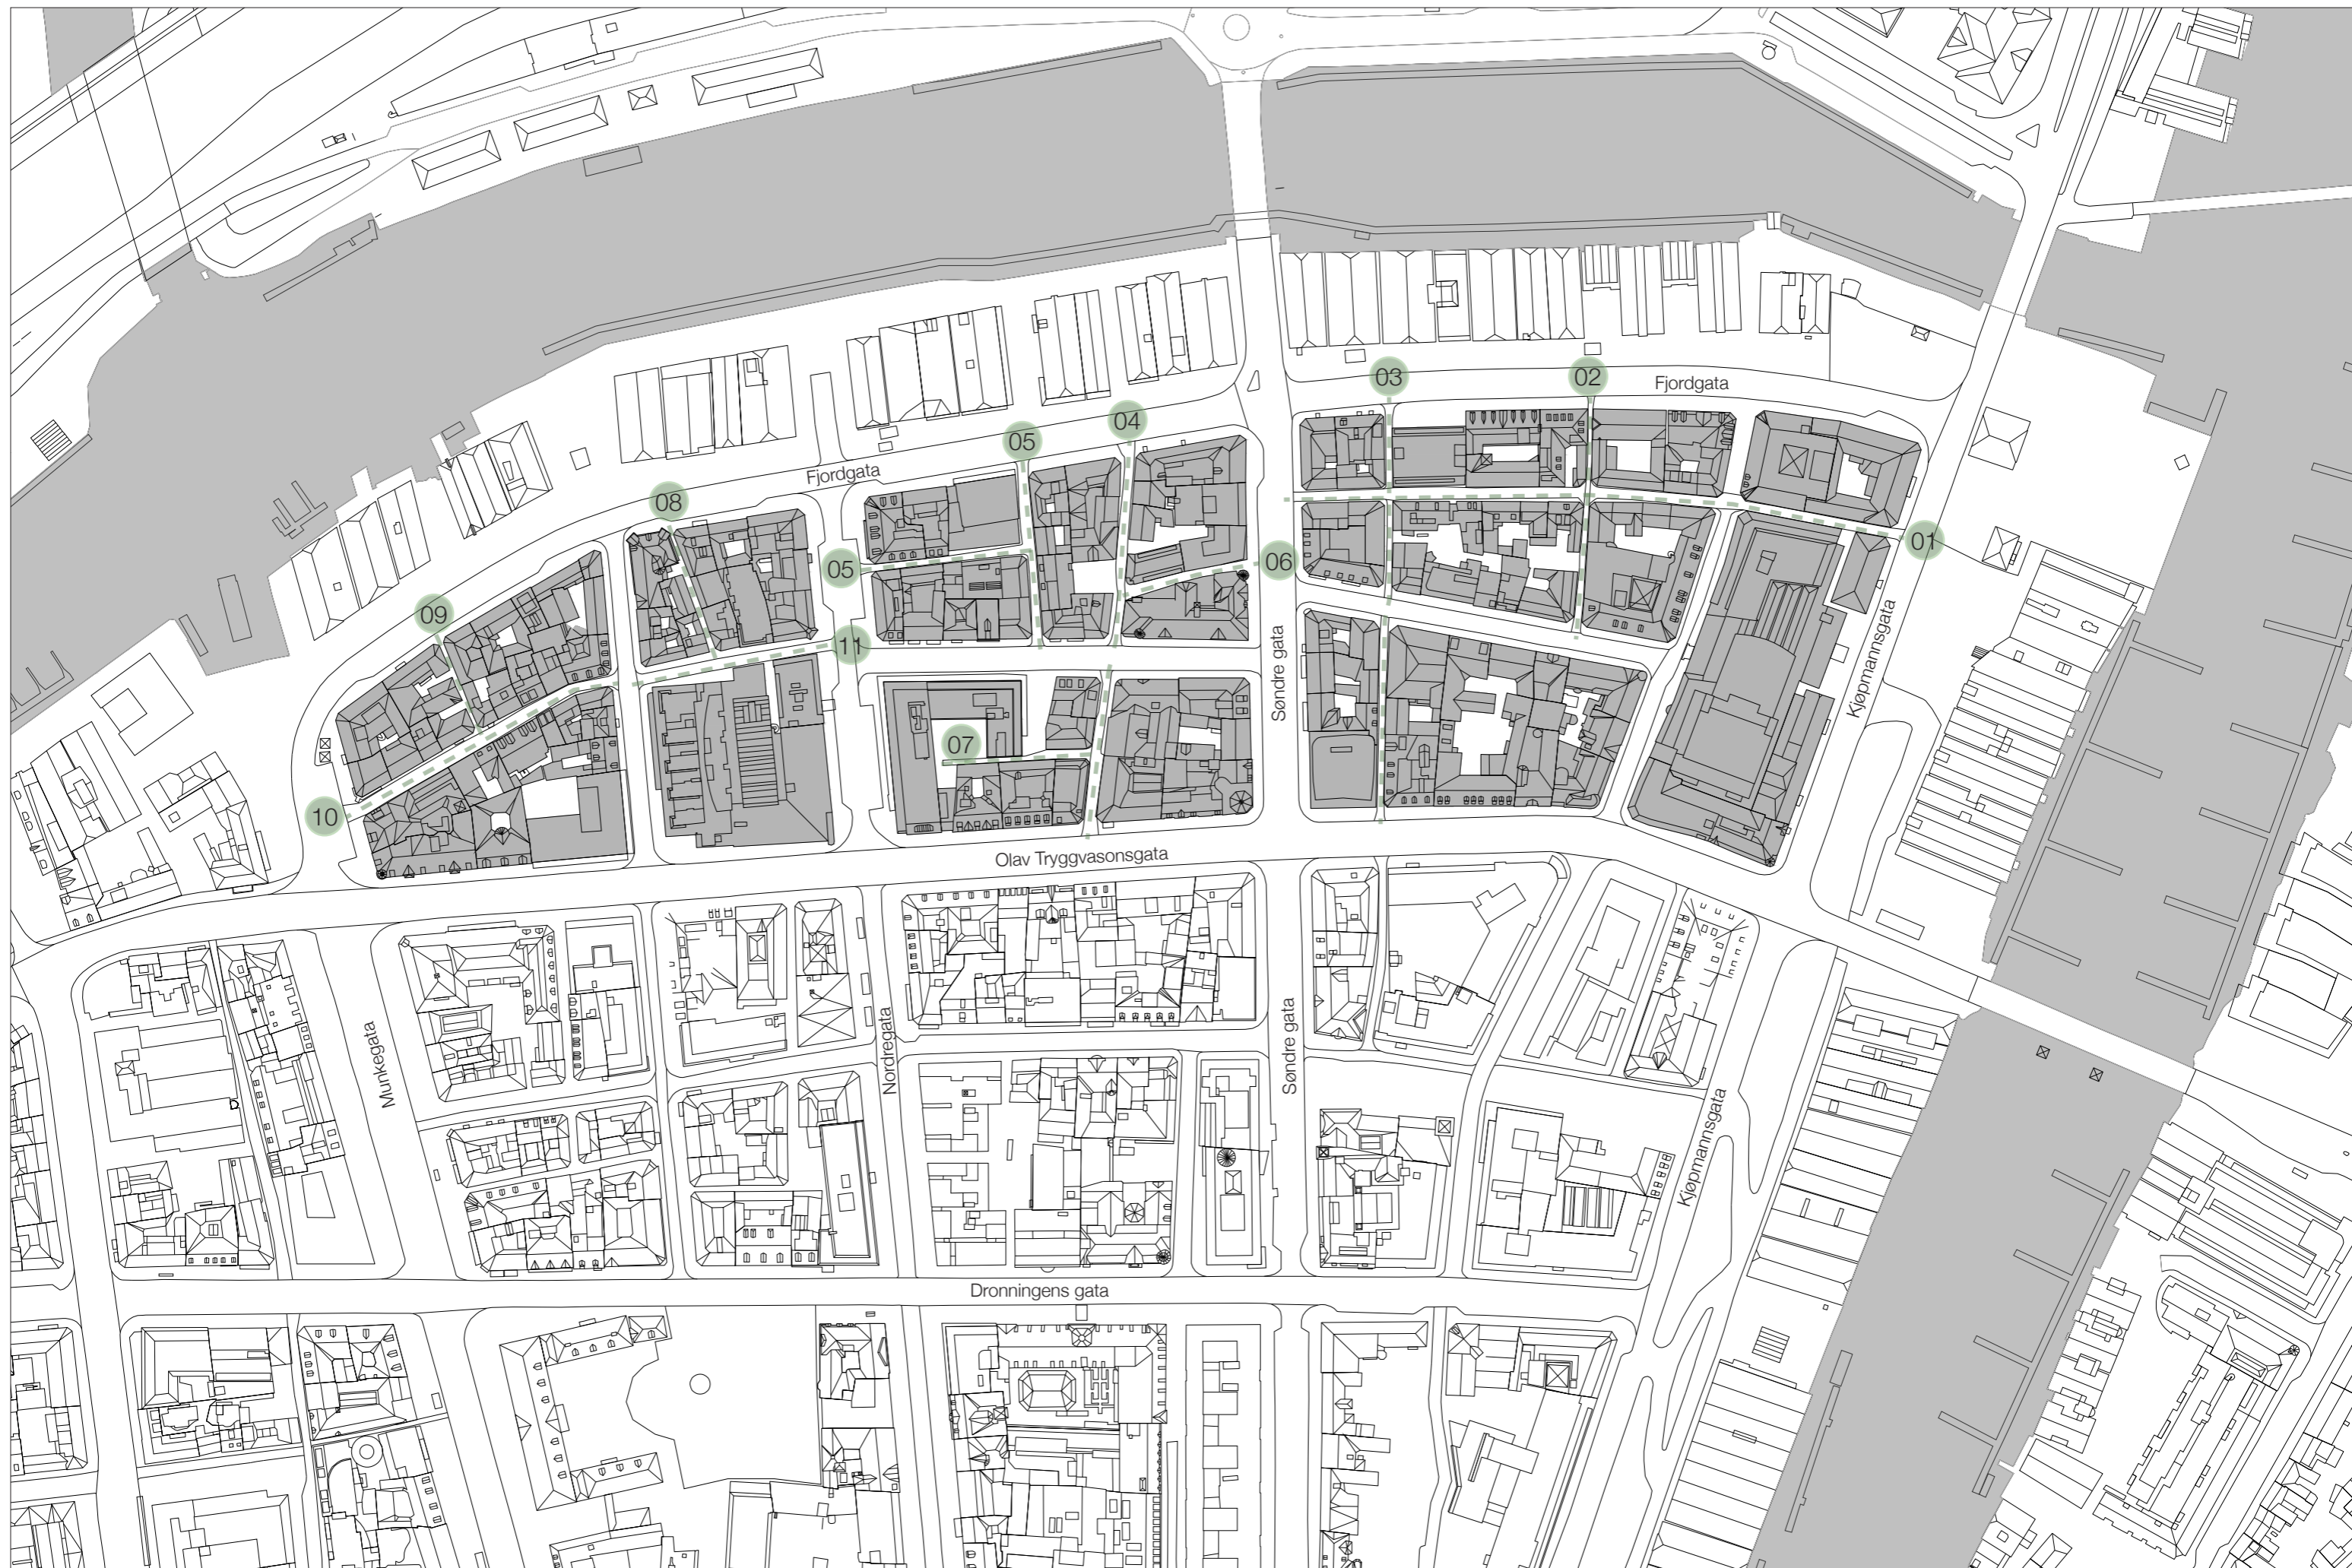 03
02
Fjordgata
04
05
Fjordgata
08
01
06
05
09
11
Søndre gata
Kjøpmannsgata
07
10
Olav Tryggvasonsgata
Munkegata
Nordregata
Søndre gata
Kjøpmannsgata
Dronningens gata